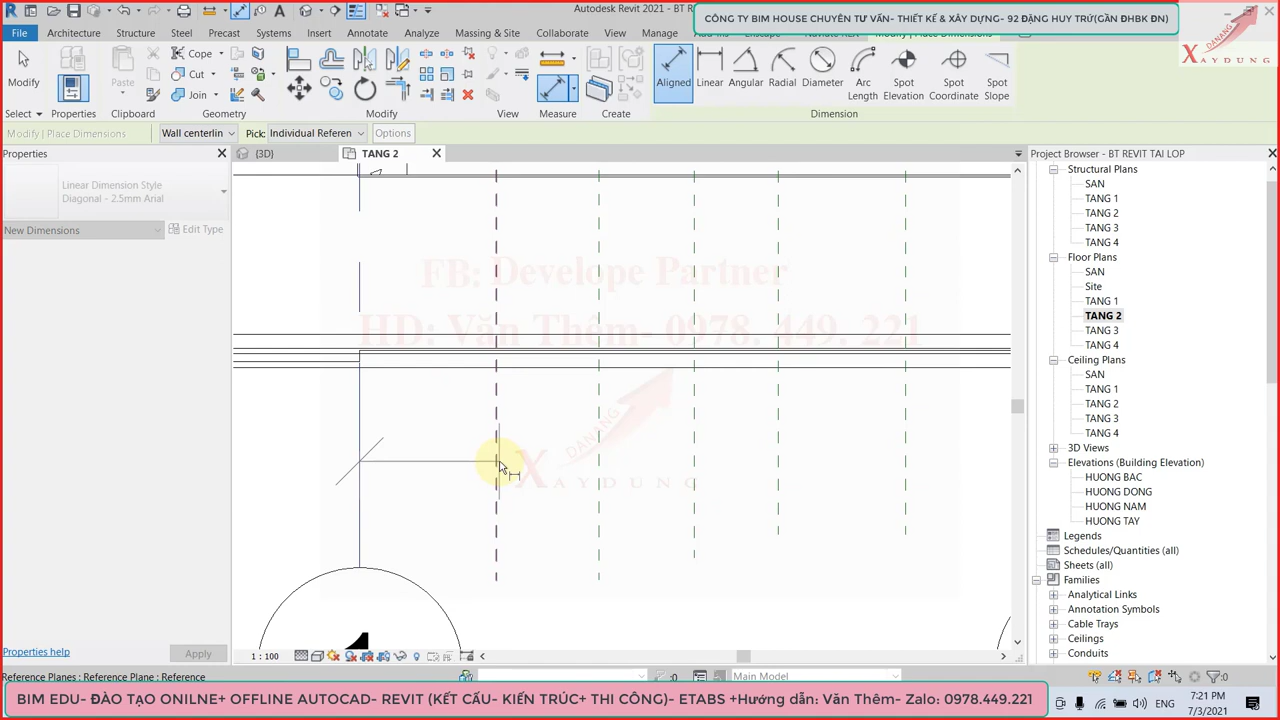 Autodesk Revit 2021 - BT
CÔNG TY BIM HOUSE CHUYÊN TƯ VẤN- THIẾT KẾ & XÂY DỰNG- 92 ĐẶNG HUY TRỨ(GẦN ĐHBK ĐN)
File Architecture Structure Steel Precast Systems Insert Annotate Analyze Massing & Site Collaborate View Manage Modify | Place Dimensions
DANANG
XAYDUNG
Modify
Paste
Cope
Cut
Join
Aligned Linear Angular Radial Diameter Arc Length Spot Elevation Spot Coordinate Spot Slope
Select Properties Clipboard Geometry Modify View Measure Create Dimension
Modify | Place Dimensions Wall centerlin Pick: Individual Referen Options
Properties
Linear Dimension Style
Diagonal - 2.5mm Arial
New Dimensions Edit Type
(3D) TANG 2
FB: Develope Partner
HD: Văn Thêm- 0978. 449. 221
DANANG
XAYDUNG
Project Browser - BT REVIT TAI LOP
Structural Plans
SAN
TANG 1
TANG 2
TANG 3
TANG 4
Floor Plans
SAN
Site
TANG 1
TANG 2
TANG 3
TANG 4
Ceiling Plans
SAN
TANG 1
TANG 2
TANG 3
TANG 4
3D Views
Elevations (Building Elevation)
HUONG BAC
HUONG DONG
HUONG NAM
HUONG TAY
Legends
Schedules/Quantities (all)
Sheets (all)
Families
Analytical Links
Annotation Symbols
Cable Trays
Ceilings
Columns
Conduits
Properties help Apply
1 : 100
Reference Planes : Reference Plane : Reference
:0 Main Model :0
BIM EDU- ĐÀO TẠO ONILNE+ OFFLINE AUTOCAD- REVIT (KẾT CẤU- KIẾN TRÚC+ THI CÔNG)- ETABS +Hướng dẫn: Văn Thêm- Zalo: 0978.449.221
ENG
7:21 PM
7/3/2021